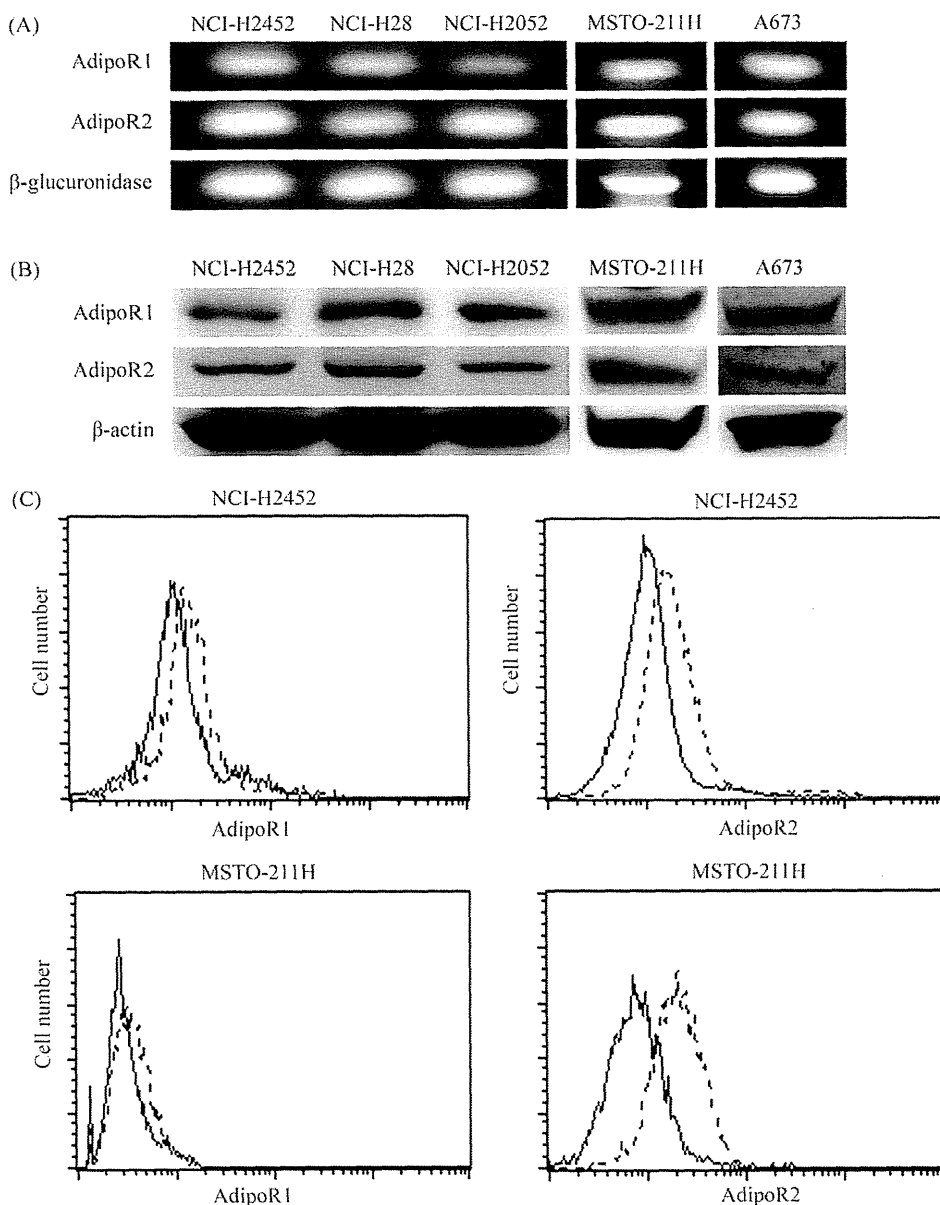 (A)
NCI-H2452 NCI-H28 NCI-H2052 MSTO-211H A673
AdipoR1
AdipoR2
β-glucuronidase
(B)
NCI-H2452 NCI-H28 NCI-H2052 MSTO-211H A673
AdipoR1
AdipoR2
β-actin
(C)
NCI-H2452
Cell number
AdipoR1
NCI-H2452
Cell number
AdipoR2
MSTO-211H
Cell number
AdipoR1
MSTO-211H
Cell number
AdipoR2